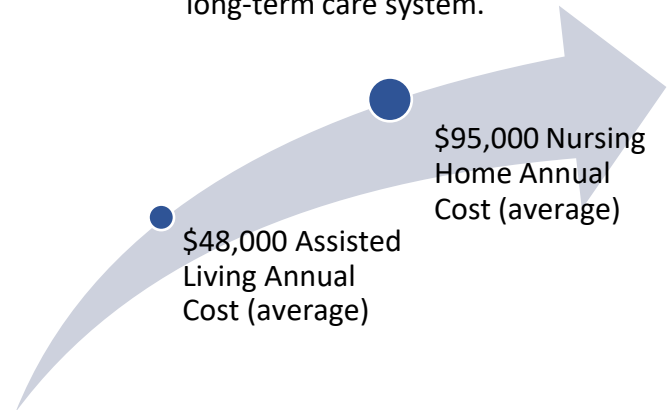 long-term care system.
$95,000 Nursing
Home Annual
Cost (average)
$48,000 Assisted
Living Annual
Cost (average)